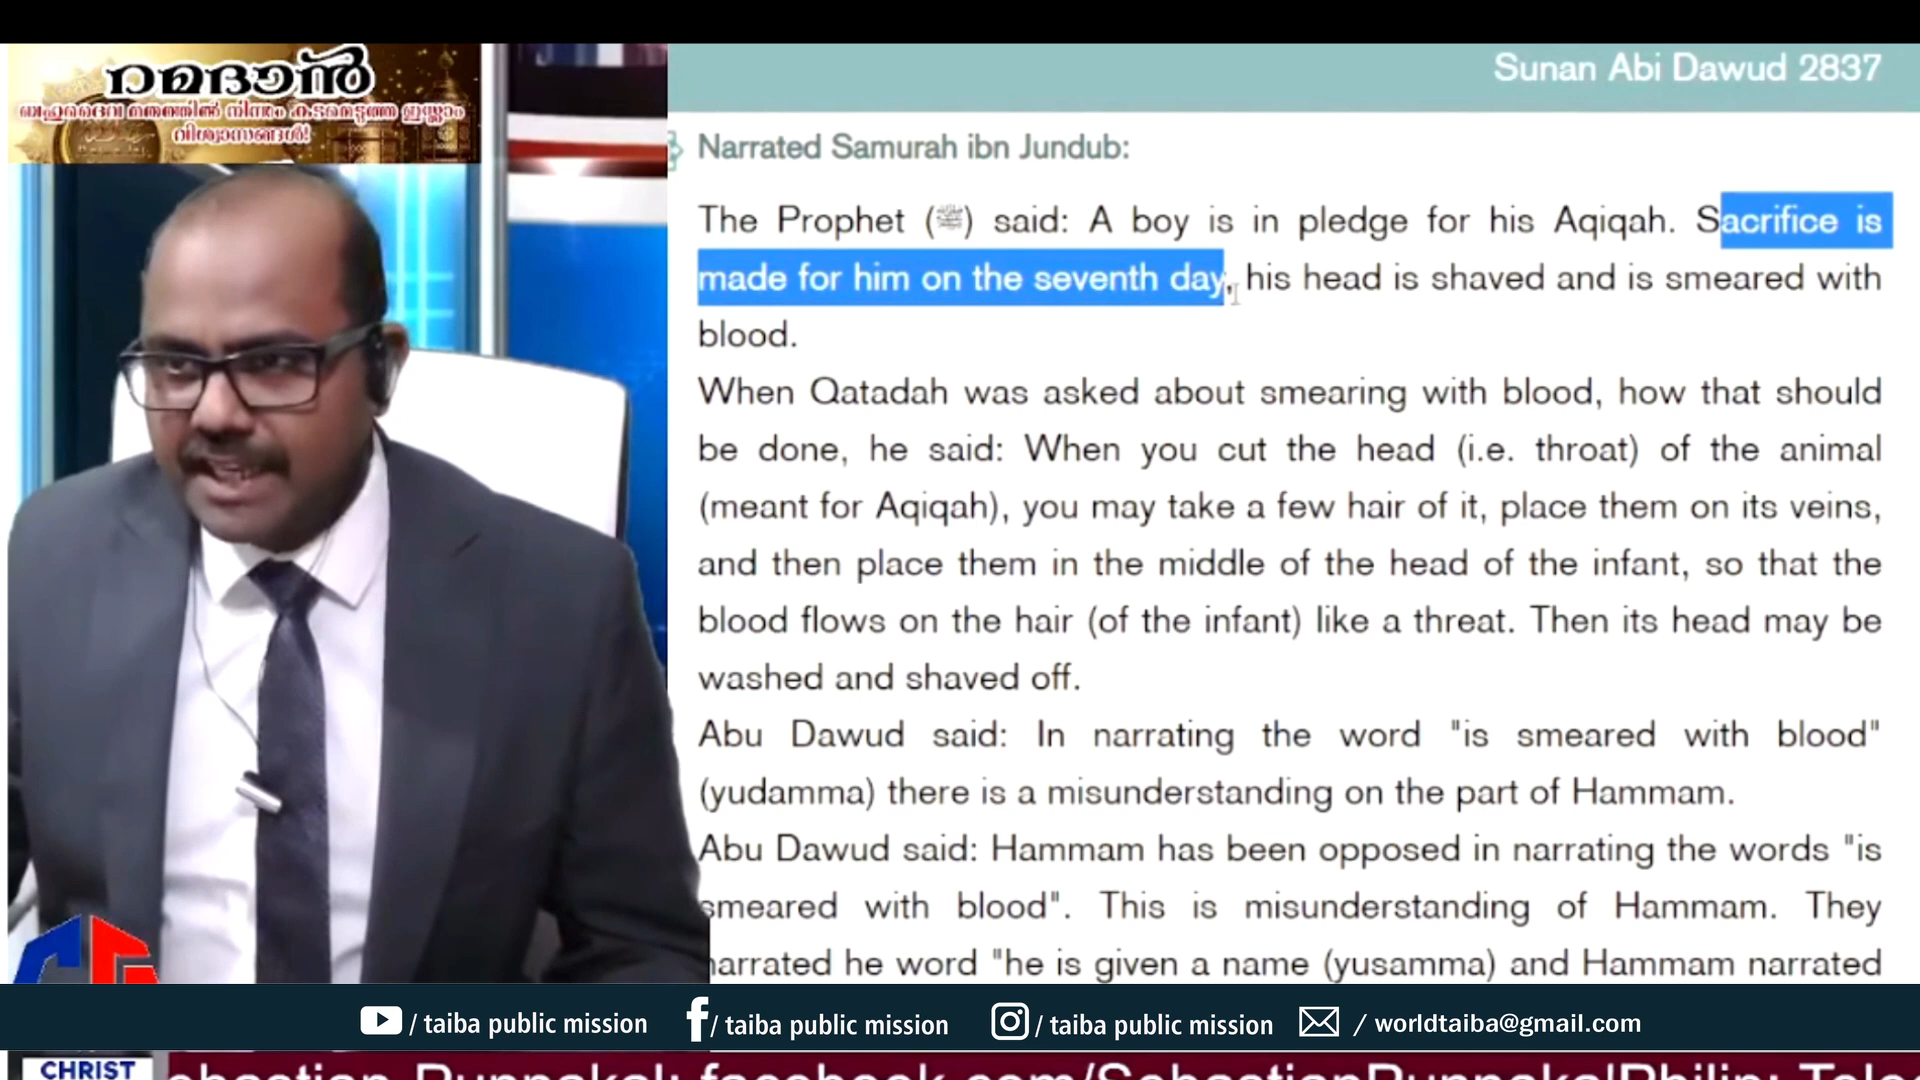 റമദാൻ
ബഹുദൈവ മതത്തിൽ നിന്നും കടമെടുത്ത ഇസ്ലാം
വിശ്വാസങ്ങൾ!
Sunan Abi Dawud 2837
Narrated Samurah ibn Jundub:
The Prophet (ﷺ) said: A boy is in pledge for his Aqiqah. Sacrifice is
made for him on the seventh day, his head is shaved and is smeared with
blood.
When Qatadah was asked about smearing with blood, how that should
be done, he said: When you cut the head (i.e. throat) of the animal
(meant for Aqiqah), you may take a few hair of it, place them on its veins,
and then place them in the middle of the head of the infant, so that the
blood flows on the hair (of the infant) like a threat. Then its head may be
washed and shaved off.
Abu Dawud said: In narrating the word "is smeared with blood"
(yudamma) there is a misunderstanding on the part of Hammam.
Abu Dawud said: Hammam has been opposed in narrating the words "is
smeared with blood". This is misunderstanding of Hammam. They
narrated he word "he is given a name (yusamma) and Hammam narrated
/ taiba public mission
/ taiba public mission
/ taiba public mission
/ worldtaiba@gmail.com
CHRIST